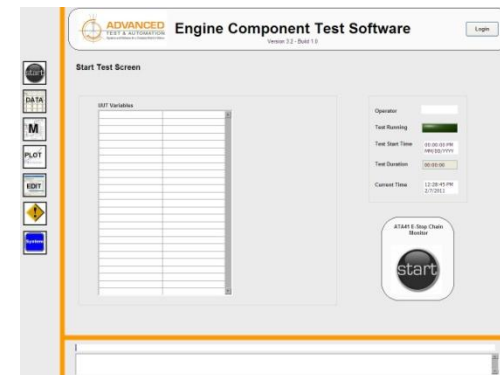 ADVANCED
TEST & AUTOMATION
Engine Component Test Software
Version 3.2 - Build 1.0
Login
start
Start Test Screen
DATA
M
PLOT
EDIT
System
UUT Variables
Operator
Test Running
Test Start Time
00:00:00 PM
MM/DD/YYYY
Test Duration
00:00:00
Current Time
12:28:45 PM
2/7/2011
ATA41 E-Stop Chain
Monitor
start